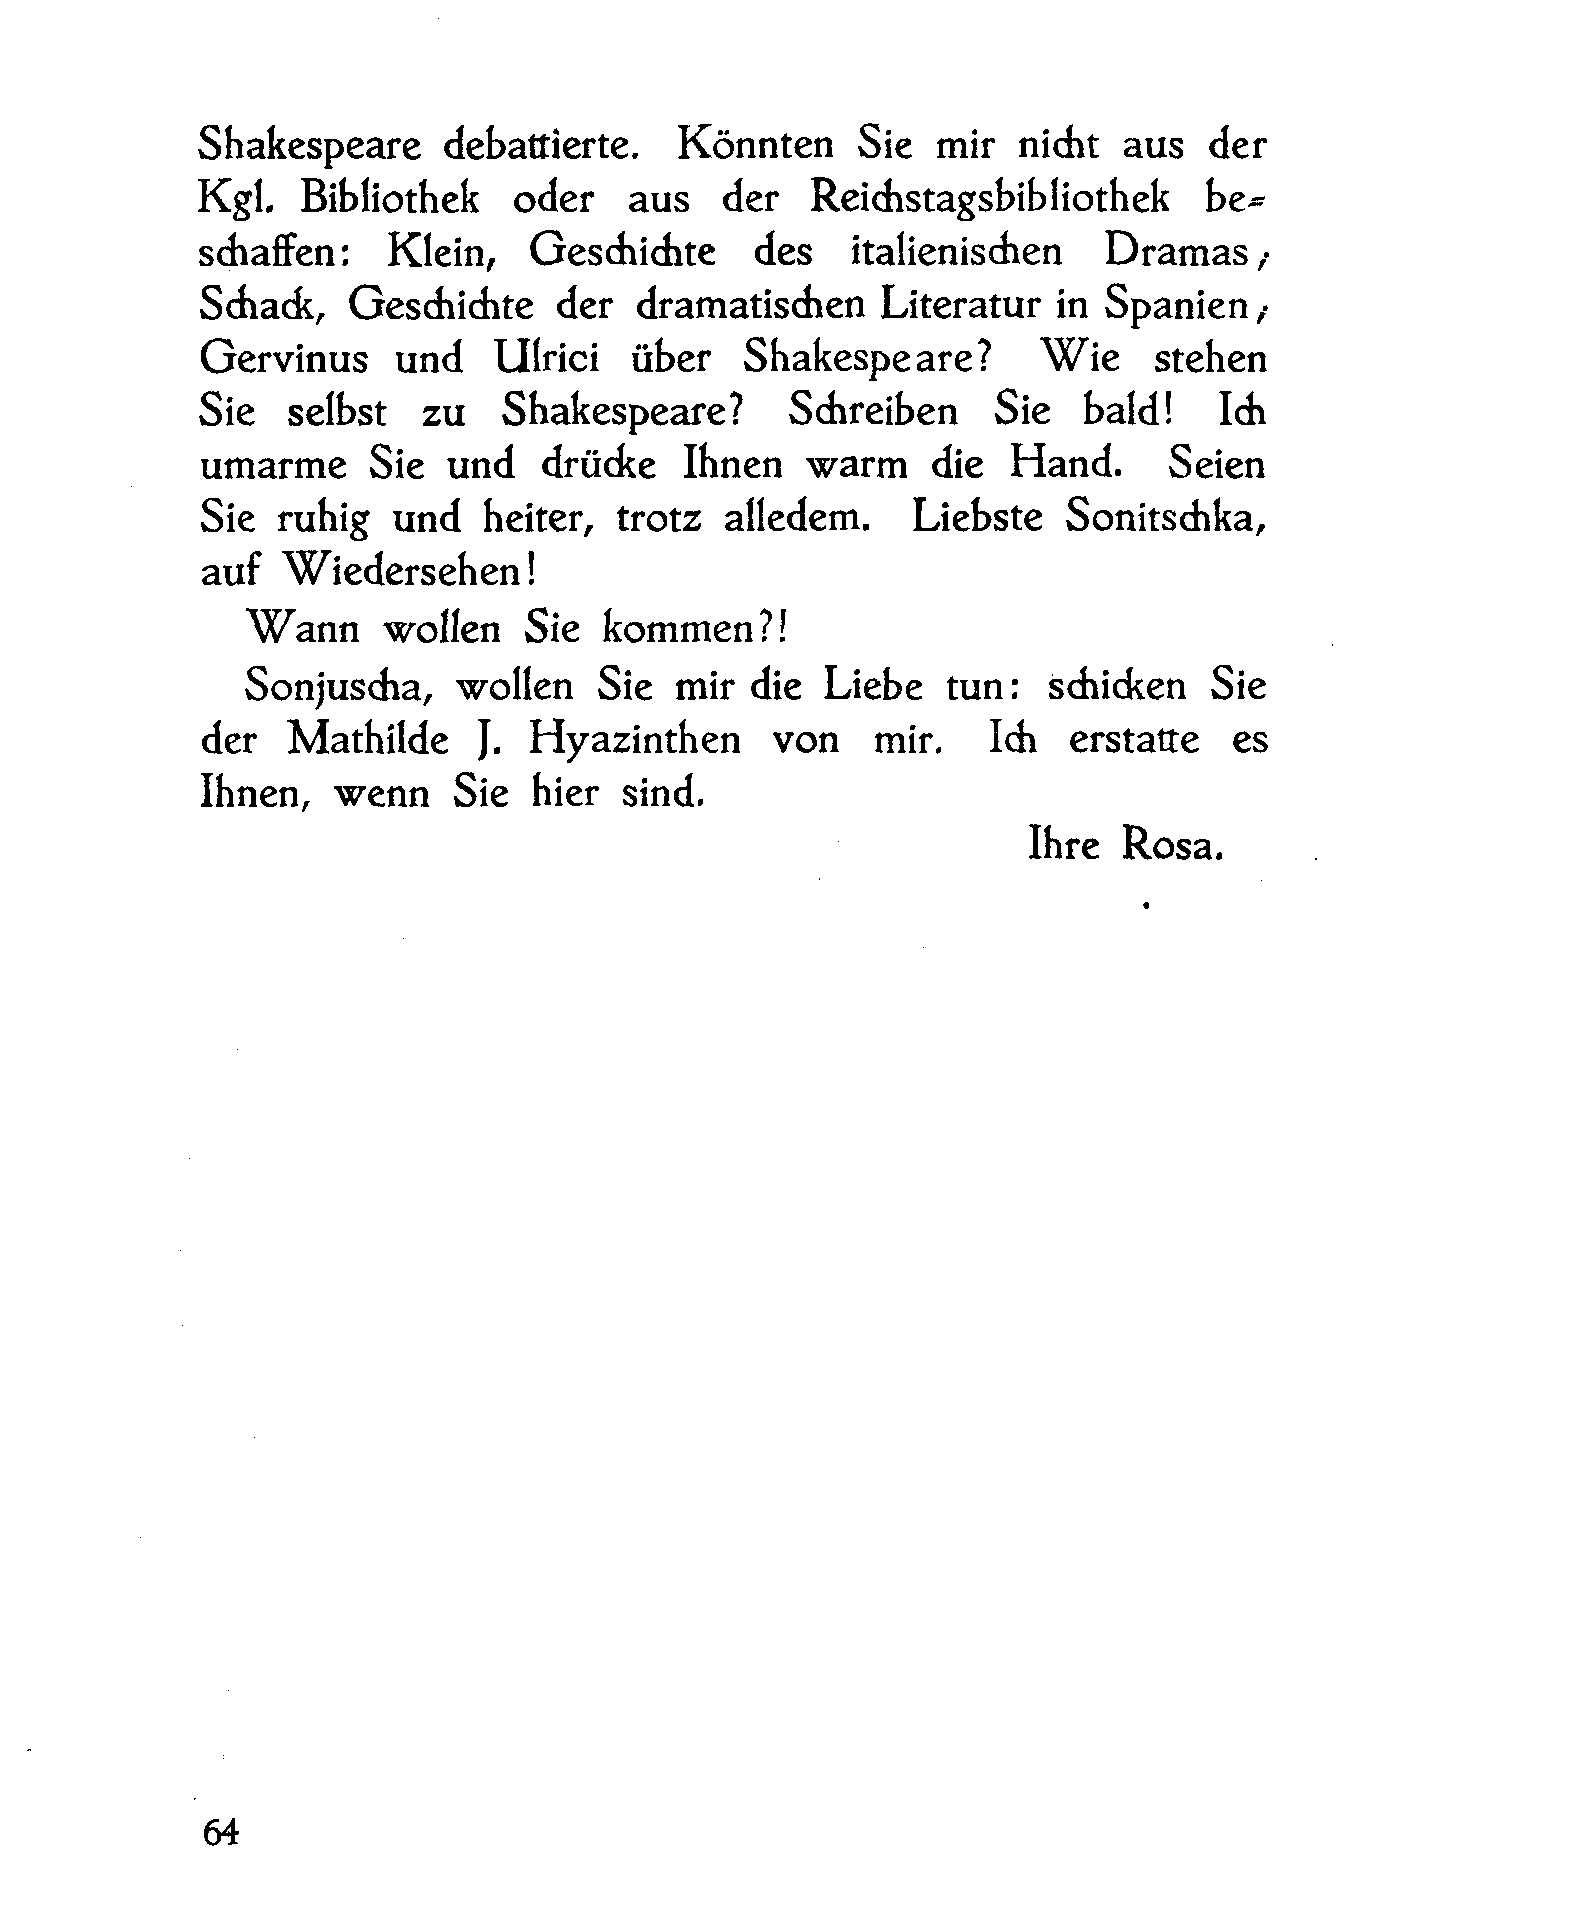 Shakespeare debattierte. Könnten Sie mir nicht aus der
Kgl. Bibliothek oder aus der Reichstagsbibliothek be-
schaffen: Klein, Geschichte des italienischen Dramas;
Schack, Geschichte der dramatischen Literatur in Spanien;
Gervinus und Ulrici über Shakespeare? Wie stehen
Sie selbst zu Shakespeare? Schreiben Sie bald! Ich
umarme Sie und drücke Ihnen warm die Hand. Seien
Sie ruhig und heiter, trotz alledem. Liebste Sonitschka,
auf Wiedersehen!
Wann wollen Sie kommen?!
Sonjuscha, wollen Sie mir die Liebe tun: schicken Sie
der Mathilde J. Hyazinthen von mir. Ich erstatte es
Ihnen, wenn Sie hier sind.
Ihre Rosa.
64